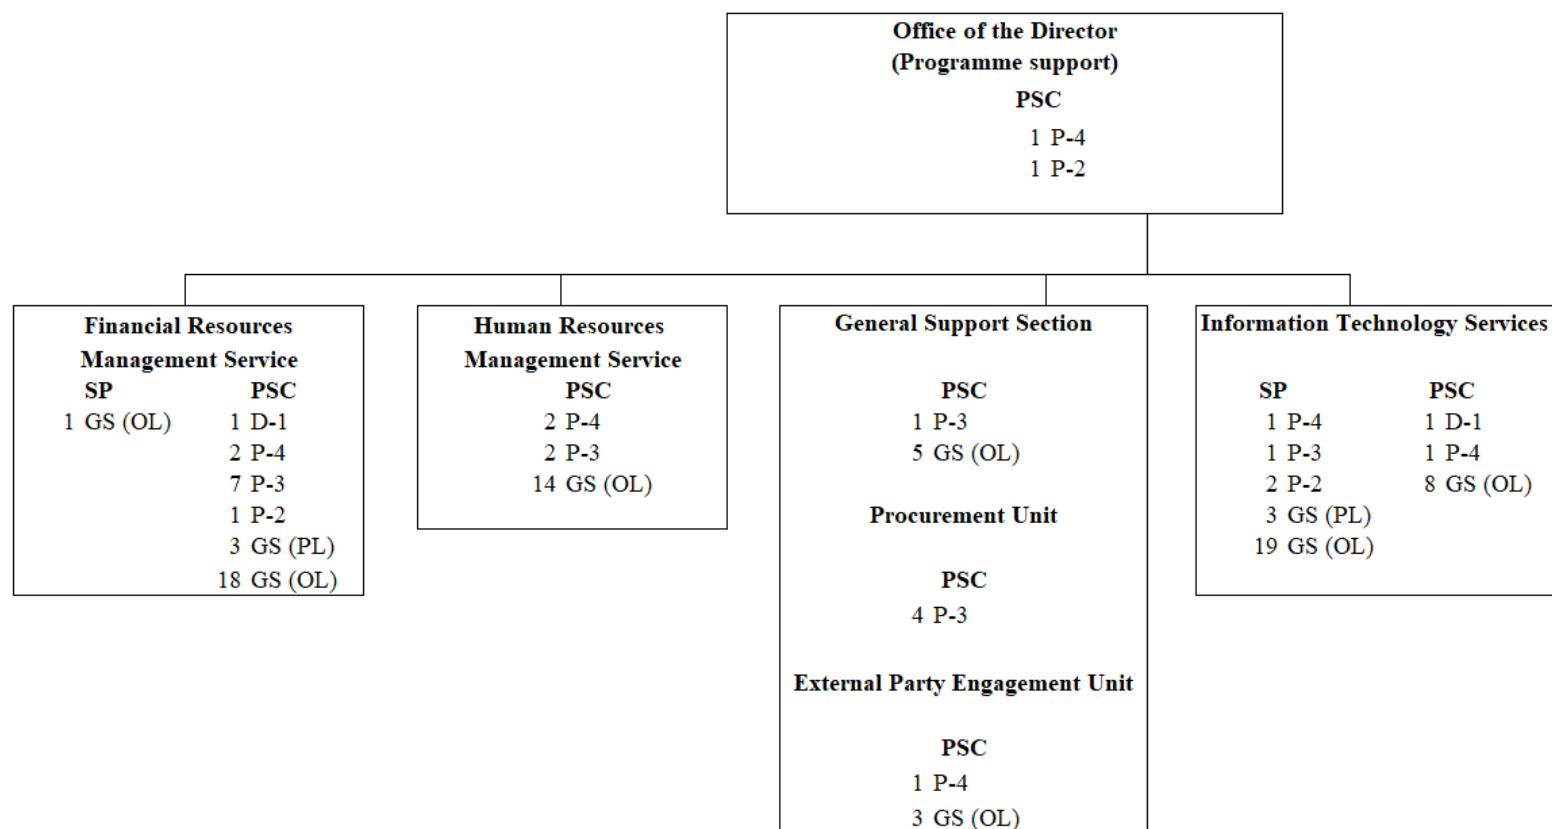 Office of the Director
(Programme support)
PSC
1 P-4
1 P-2
Financial Resources
Management Service
SP
1 GS (OL)
PSC
1 D-1
2 P-4
7 P-3
1 P-2
3 GS (PL)
18 GS (OL)
Human Resources
Management Service
PSC
2 P-4
2 P-3
14 GS (OL)
General Support Section
PSC
1 P-3
5 GS (OL)
Procurement Unit
PSC
4 P-3
External Party Engagement Unit
PSC
1 P-4
3 GS (OL)
Information Technology Services
SP
1 P-4
1 P-3
2 P-2
3 GS (PL)
19 GS (OL)
PSC
1 D-1
1 P-4
8 GS (OL)